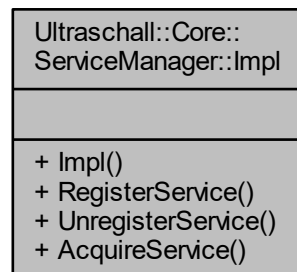 Ultraschall::Core::
ServiceManager::Impl
+ Impl()
+ RegisterService()
+ UnregisterService()
+ AcquireService()